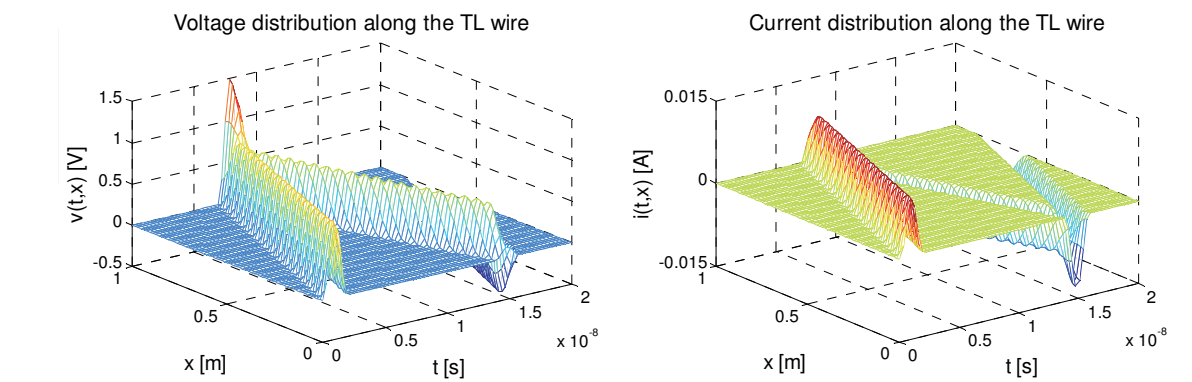 Voltage distribution along the TL wire
1.5
1
0.5
0
-0.5
v(t,x) [V]
1
0.5
0
x [m]
0
0.5
1
1.5
2
x 10-8
t [s]
Current distribution along the TL wire
0.015
0
-0.015
i(t,x) [A]
1
0.5
0
x [m]
0
0.5
1
1.5
2
x 10-8
t [s]